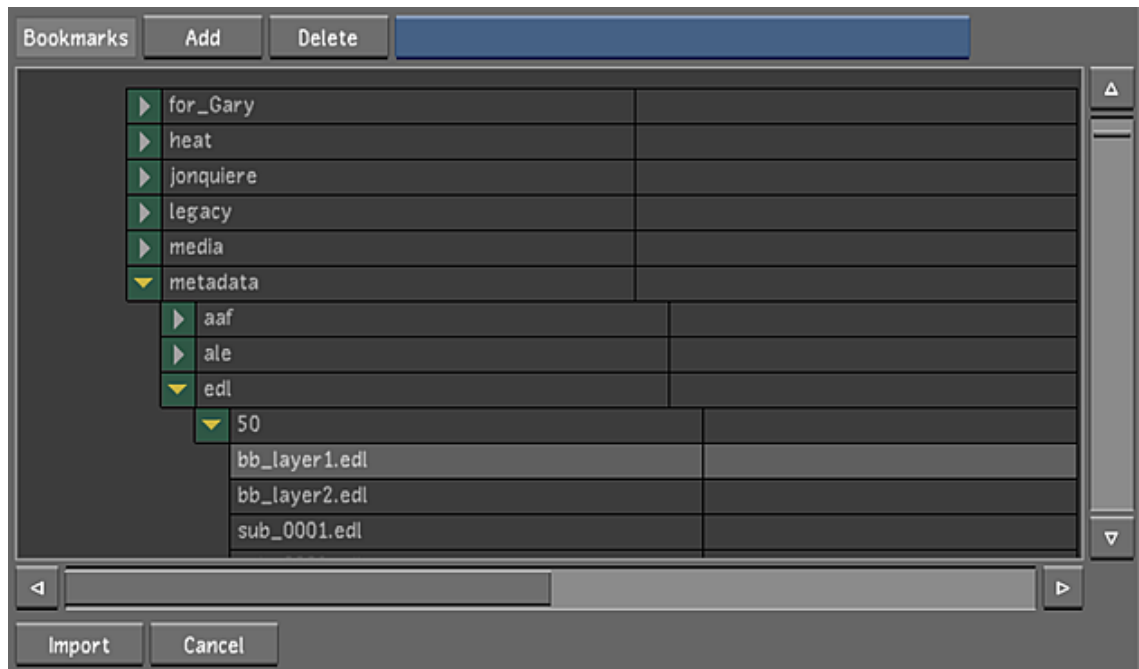 Bookmarks Add Delete
for_Gary
heat
jonquiere
legacy
media
metadata
aaf
ale
edl
50
bb_layer1.edl
bb_layer2.edl
sub_0001.edl
Import Cancel